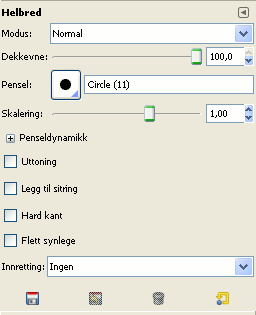 Helbred
Modus: Normal
Dekkevne: 100,0
Pensel: Circle (11)
Skalering: 1,00
Penseldynamikk
Uttoning
Legg til sitring
Hard kant
Flett synlege
Innretting: Ingen